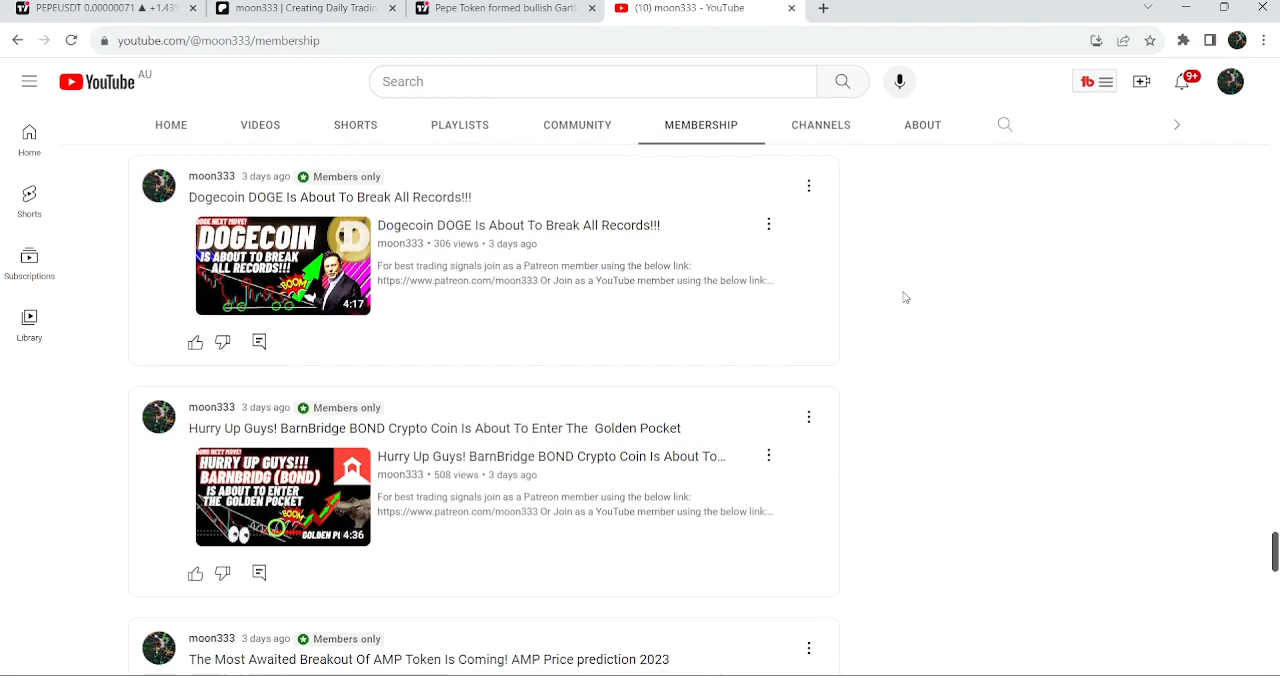 PEPEUSDT 0.00000071 ▲ +1.43%
moon333 | Creating Daily Tradin
Pepe Token formed bullish Gartl
(10) moon333 - YouTube
youtube.com/@moon333/membership
YouTube AU
Search
9+
HOME VIDEOS SHORTS PLAYLISTS COMMUNITY MEMBERSHIP CHANNELS ABOUT
Home
Shorts
Subscriptions
Library
moon333 3 days ago Members only
Dogecoin DOGE Is About To Break All Records!!!
DOGE NEXT MOVE!
DOGECOIN
IS ABOUT TO BREAK
ALL RECORDS!!!
BOOM
4:17
Dogecoin DOGE Is About To Break All Records!!!
moon333 • 306 views • 3 days ago
For best trading signals join as a Patreon member using the below link:
https://www.patreon.com/moon333 Or Join as a YouTube member using the below link:...
moon333 3 days ago Members only
Hurry Up Guys! BarnBridge BOND Crypto Coin Is About To Enter The Golden Pocket
BOND NEXT MOVE!
HURRY UP GUYS!!!
BARNBRIDG (BOND)
IS ABOUT TO ENTER
THE GOLDEN POCKET
BOOM
GOLDEN P
4:36
Hurry Up Guys! BarnBridge BOND Crypto Coin Is About To...
moon333 • 508 views • 3 days ago
For best trading signals join as a Patreon member using the below link:
https://www.patreon.com/moon333 Or Join as a YouTube member using the below link:...
moon333 3 days ago Members only
The Most Awaited Breakout Of AMP Token Is Coming! AMP Price prediction 2023